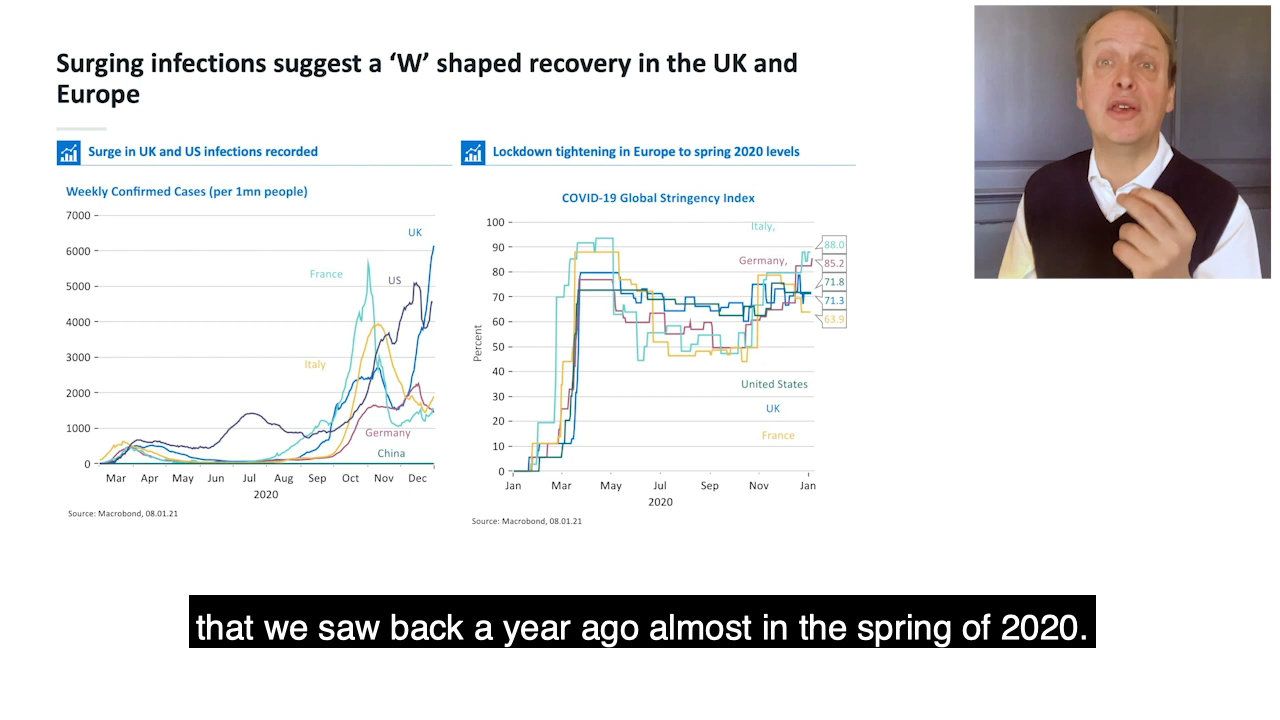 Surging infections suggest a ‘W’ shaped recovery in the UK and
Europe
Surge in UK and US infections recorded
Weekly Confirmed Cases (per 1mn people)
7000
6000
5000
4000
3000
2000
1000
0
UK
France
US
Italy
Germany
China
Mar Apr May Jun Jul Aug Sep Oct Nov Dec
2020
Source: Macrobond, 08.01.21
Lockdown tightening in Europe to spring 2020 levels
COVID-19 Global Stringency Index
Percent
100
90
80
70
60
50
40
30
20
10
0
Italy,
Germany,
88.0
85.2
71.8
71.3
63.9
United States
UK
France
Jan Mar May Jul Sep Nov Jan
2020
Source: Macrobond, 08.01.21
that we saw back a year ago almost in the spring of 2020.